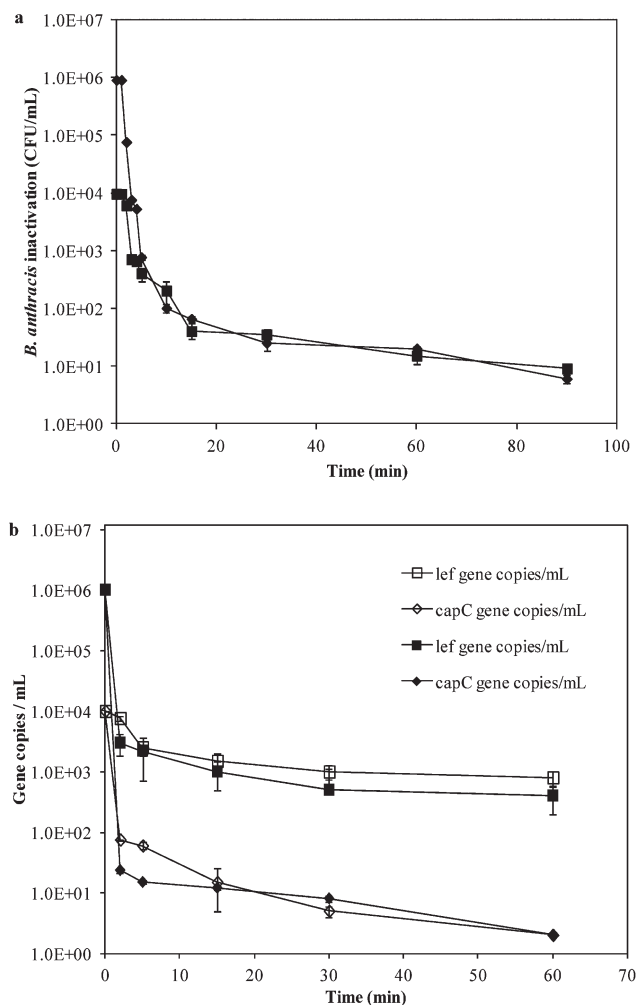 a
1.0E+07
1.0E+06
1.0E+05
1.0E+04
1.0E+03
1.0E+02
1.0E+01
1.0E+00
B. anthracis inactivation (CFU/mL)
0 20 40 60 80 100
Time (min)
b
1.0E+07
1.0E+06
1.0E+05
1.0E+04
1.0E+03
1.0E+02
1.0E+01
1.0E+00
Gene copies / mL
lef gene copies/mL
capC gene copies/mL
lef gene copies/mL
capC gene copies/mL
0 10 20 30 40 50 60 70
Time (min)